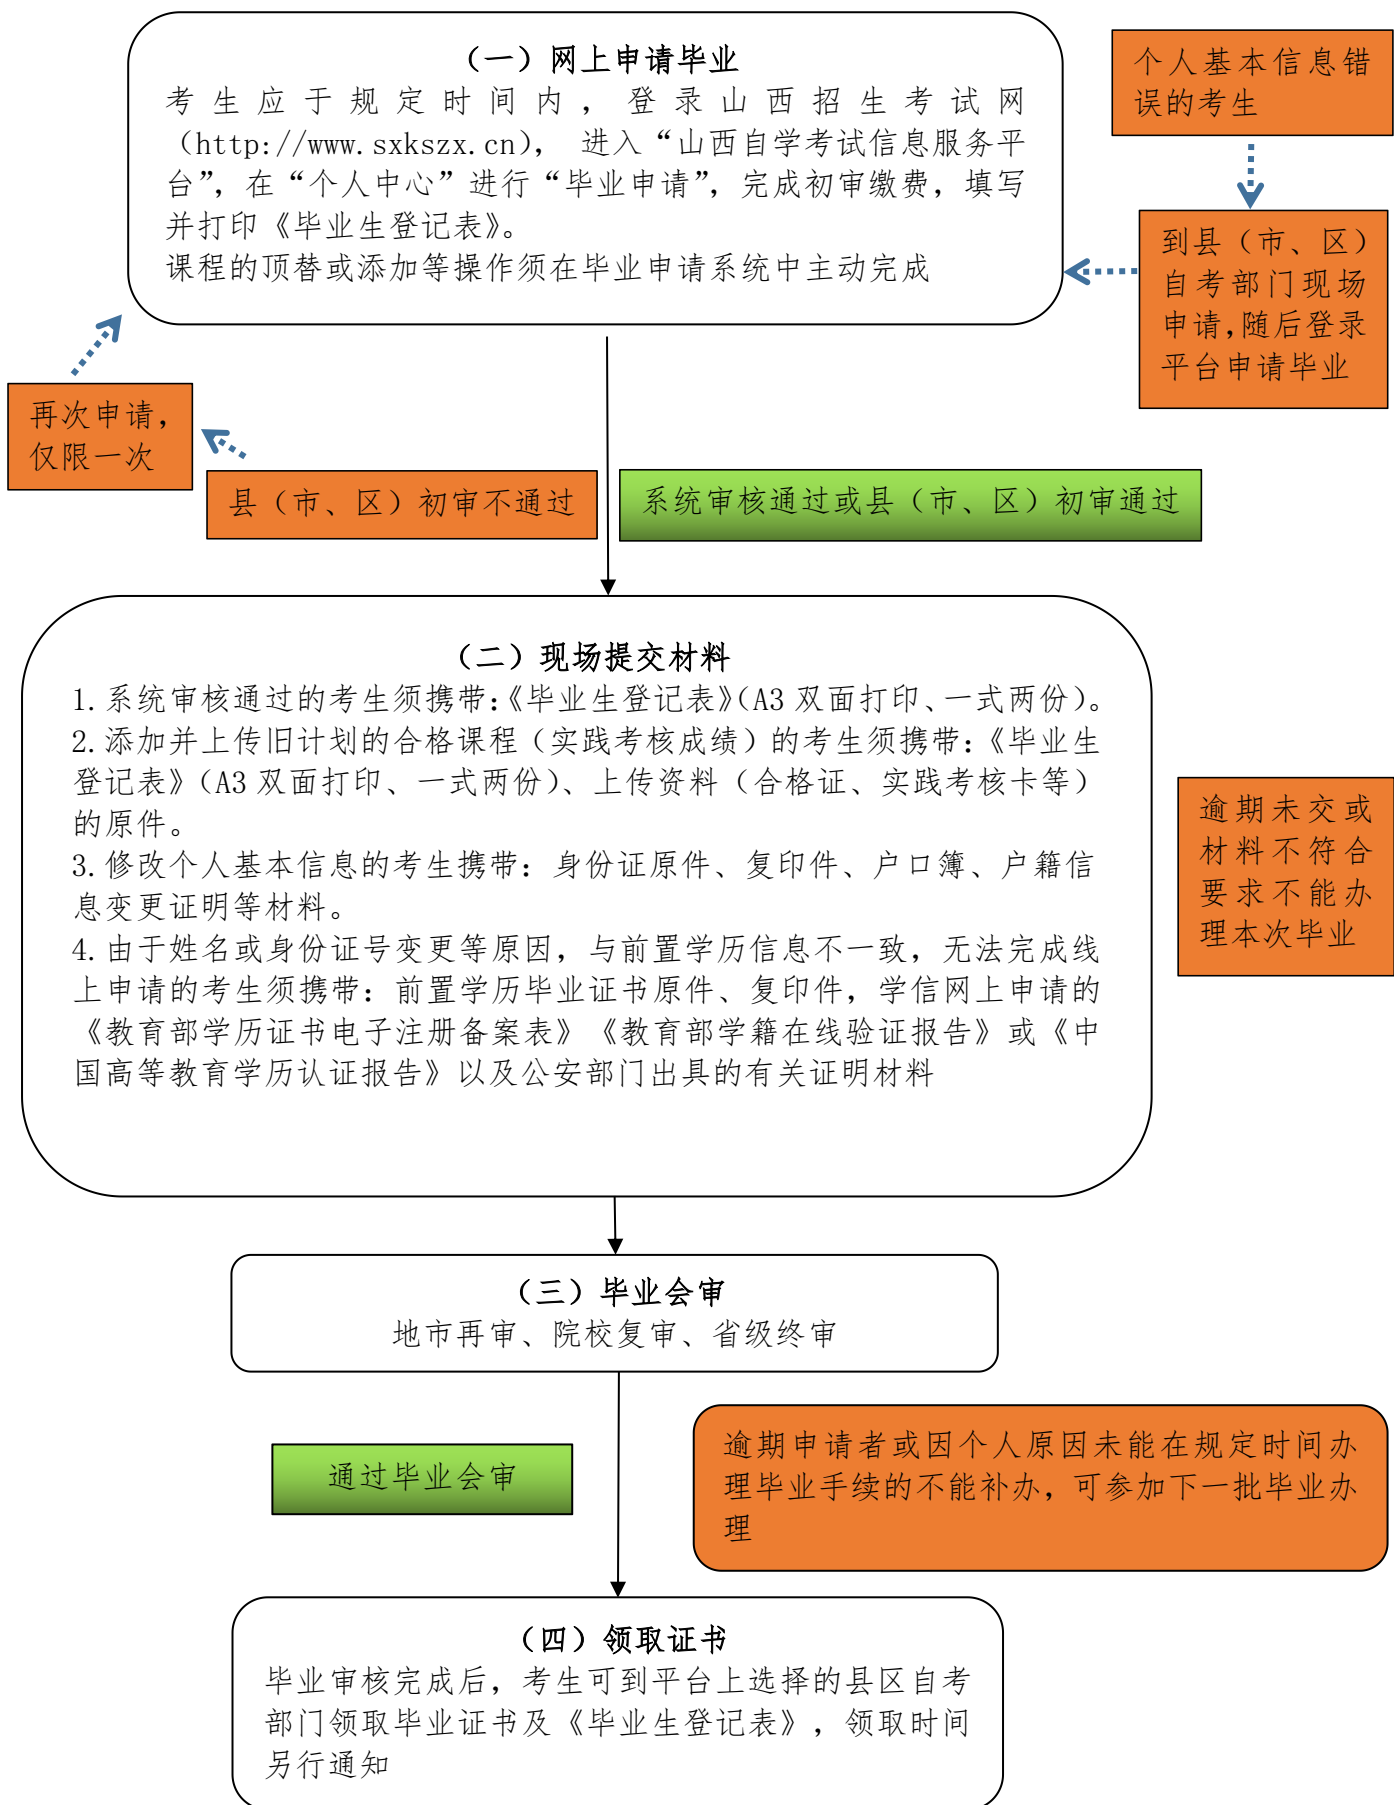 （一）网上申请毕业
考生应于规定时间内，登录山西招生考试网
（http://www.sxkszx.cn），进入“山西自学考试信息服务平
台”，在“个人中心”进行“毕业申请”，完成初审缴费，填写
并打印《毕业生登记表》。
课程的顶替或添加等操作须在毕业申请系统中主动完成
个人基本信息错
误的考生
到县（市、区）
自考部门现场
申请，随后登录
平台申请毕业
再次申请，
仅限一次
县（市、区）初审不通过
系统审核通过或县（市、区）初审通过
（二）现场提交材料
1.系统审核通过的考生须携带：《毕业生登记表》（A3双面打印、一式两份）。
2.添加并上传旧计划的合格课程（实践考核成绩）的考生须携带：《毕业生
登记表》（A3双面打印、一式两份）、上传资料（合格证、实践考核卡等）
的原件。
3.修改个人基本信息的考生携带：身份证原件、复印件、户口簿、户籍信
息变更证明等材料。
4.由于姓名或身份证号变更等原因，与前置学历信息不一致，无法完成线
上申请的考生须携带：前置学历毕业证书原件、复印件，学信网上申请的
《教育部学历证书电子注册备案表》《教育部学籍在线验证报告》或《中
国高等教育学历认证报告》以及公安部门出具的有关证明材料
逾期未交或
材料不符合
要求不能办
理本次毕业
（三）毕业会审
地市再审、院校复审、省级终审
通过毕业会审
逾期申请者或因个人原因未能在规定时间办
理毕业手续的不能补办，可参加下一批毕业办
理
（四）领取证书
毕业审核完成后，考生可到平台上选择的县区自考
部门领取毕业证书及《毕业生登记表》，领取时间
另行通知